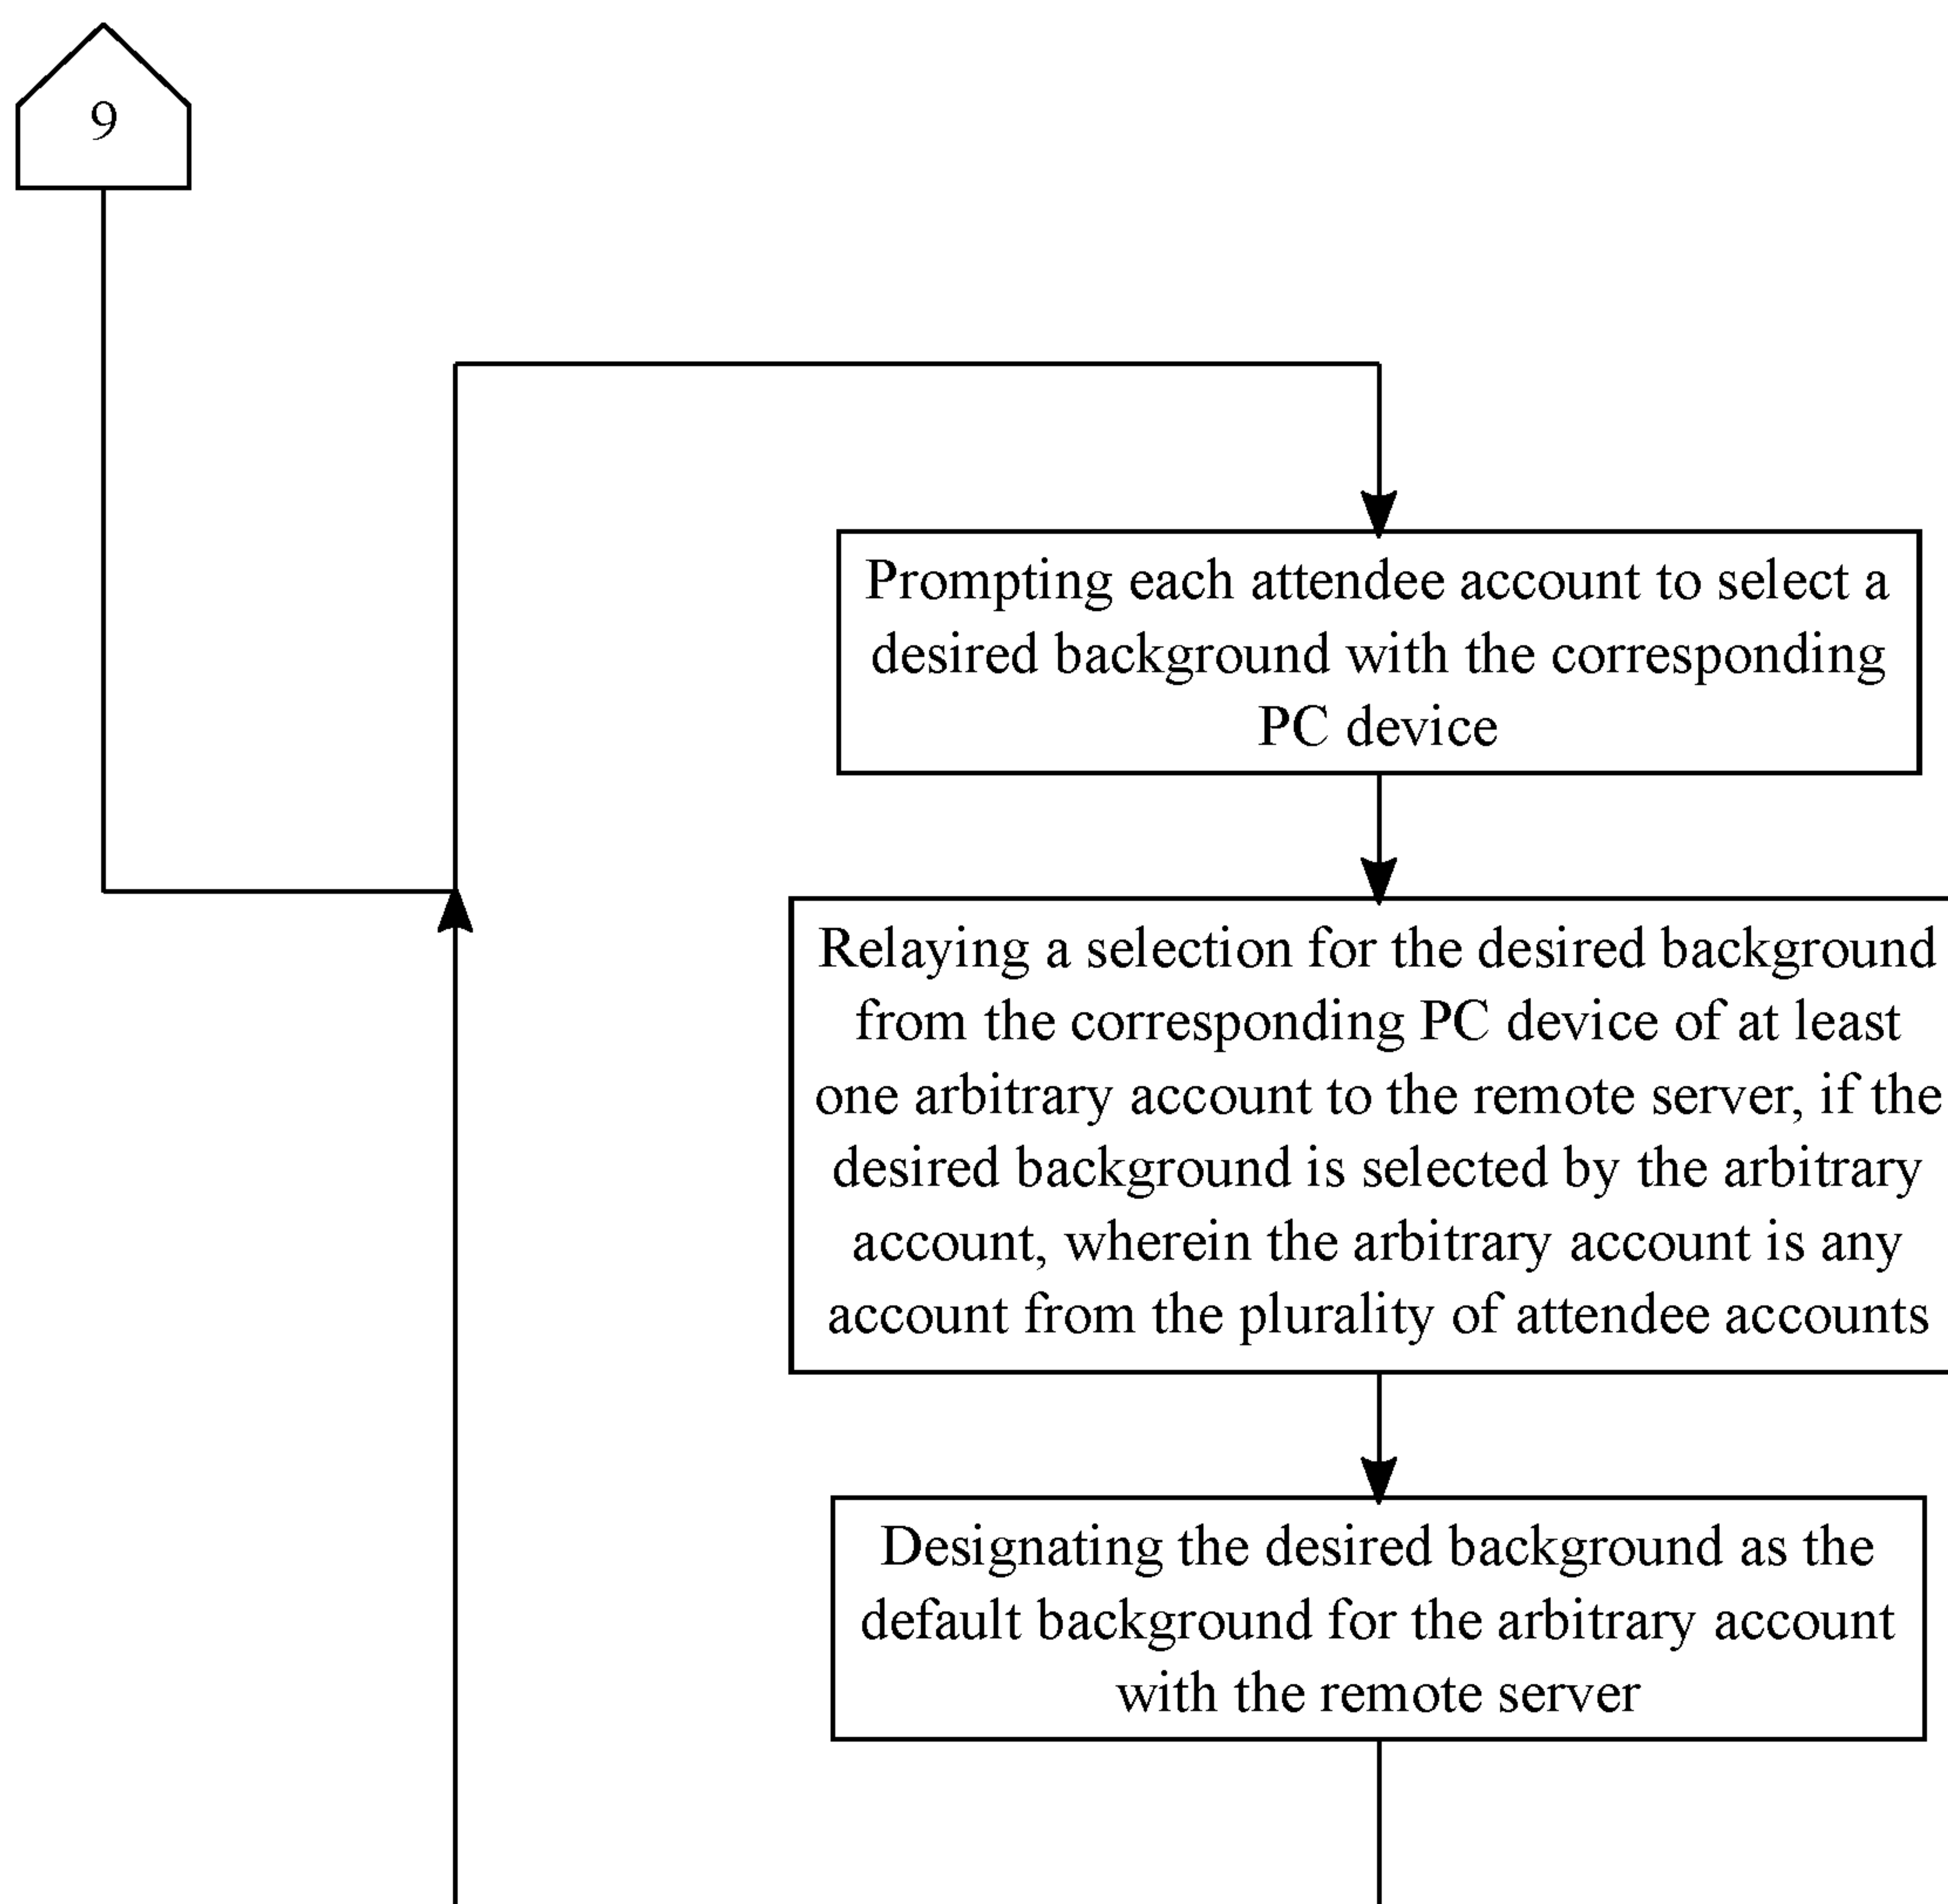 9
Prompting each attendee account to select a
desired background with the corresponding
PC device
Relaying a selection for the desired background
from the corresponding PC device of at least
one arbitrary account to the remote server, if the
desired background is selected by the arbitrary
account, wherein the arbitrary account is any
account from the plurality of attendee accounts
Designating the desired background as the
default background for the arbitrary account
with the remote server